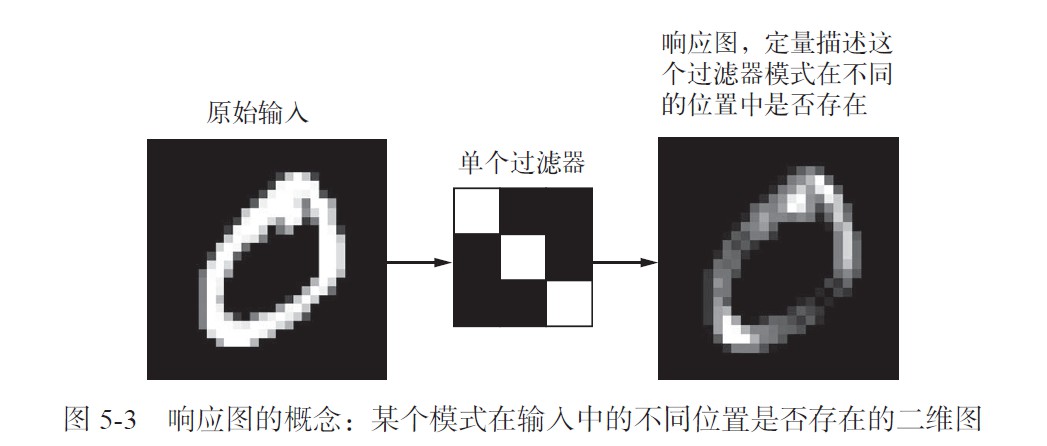 原始输入
单个过滤器
响应图，定量描述这
个过滤器模式在不同
的位置中是否存在
图 5-3 响应图的概念：某个模式在输入中的不同位置是否存在的二维图